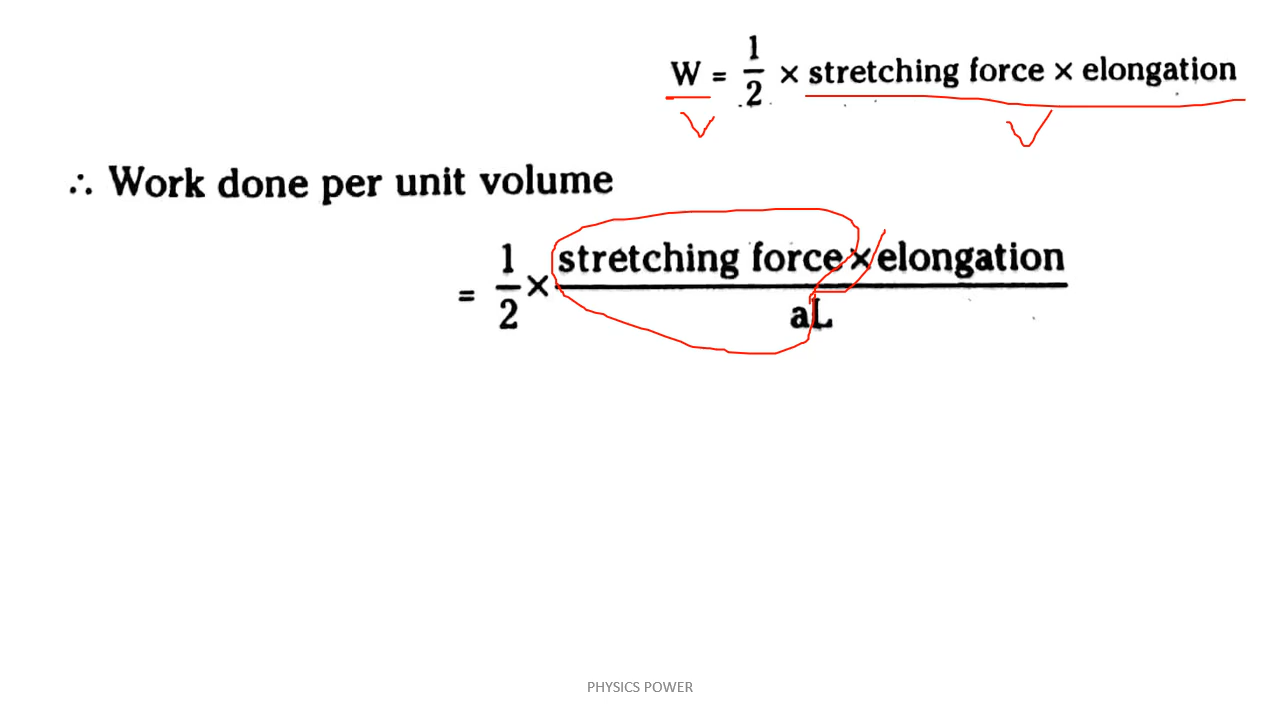 W = 1/2 × stretching force × elongation
∴ Work done per unit volume
= 1/2 × stretching force × elongation / aL
PHYSICS POWER